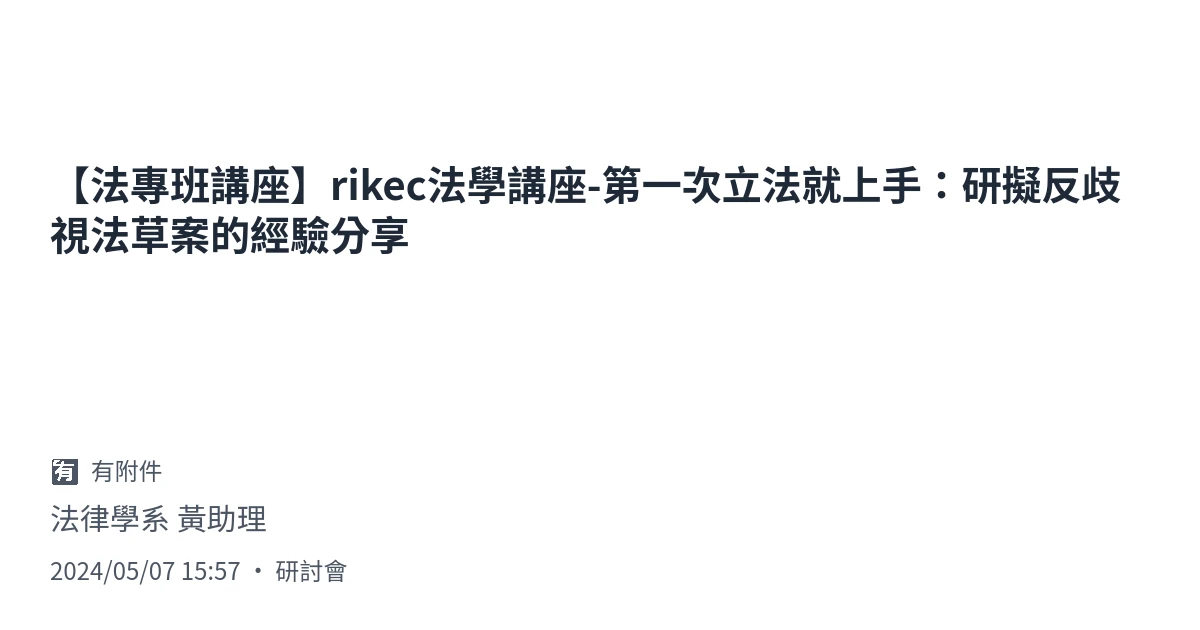 【法專班講座】rikec法學講座-第一次立法就上手：研擬反歧
視法草案的經驗分享
有 有附件
法律學系 黃助理
2024/05/07 15:57 · 研討會